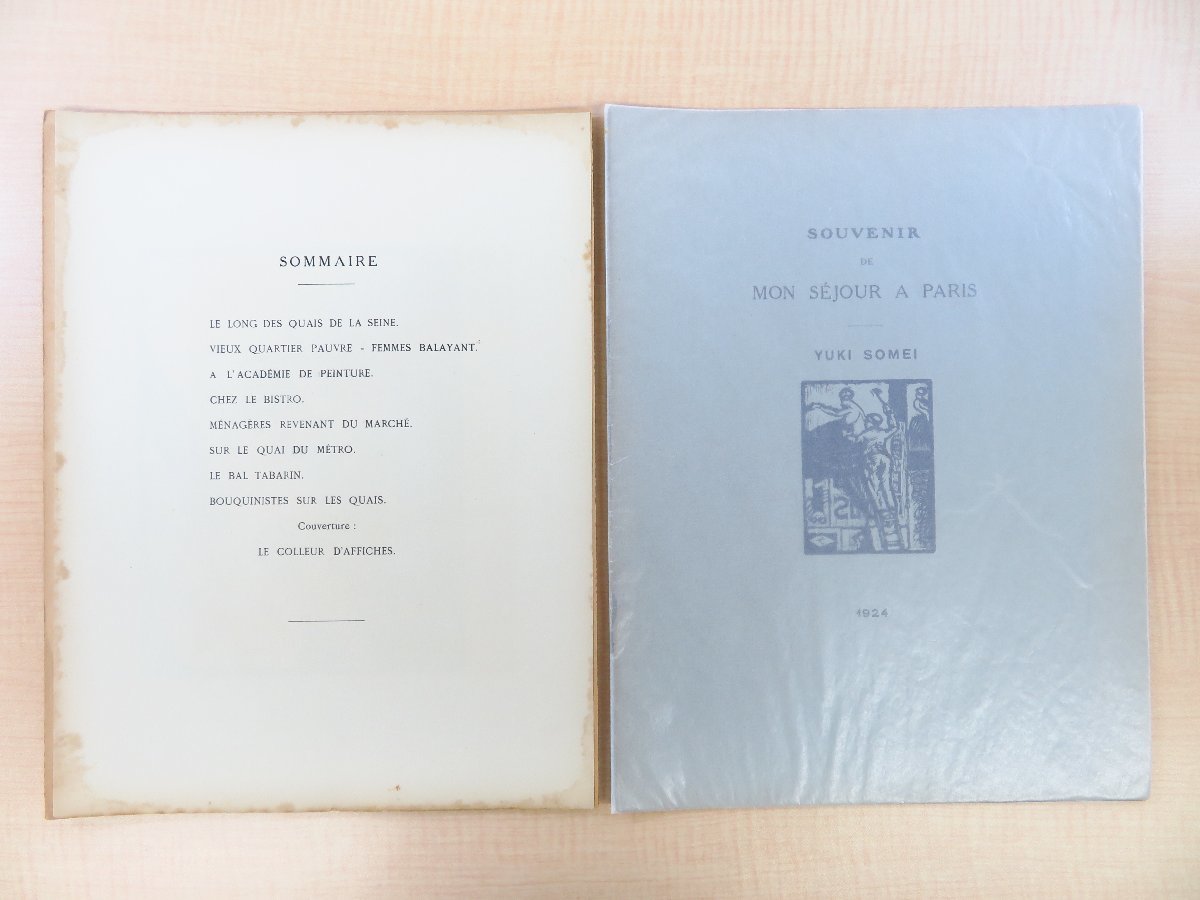 SOMMAIRE
LE LONG DES QUAIS DE LA SEINE.
VIEUX QUARTIER PAUVRE - FEMMES BALAYANT.
A L'ACADÉMIE DE PEINTURE.
CHEZ LE BISTRO.
MÉNAGÈRES REVENANT DU MARCHÉ.
SUR LE QUAI DU MÉTRO.
LE BAL TABARIN.
BOUQUINISTES SUR LES QUAIS.
Couverture :
LE COLLEUR D'AFFICHES.
SOUVENIR
DE
MON SÉJOUR A PARIS
YUKI SOMEI
1924